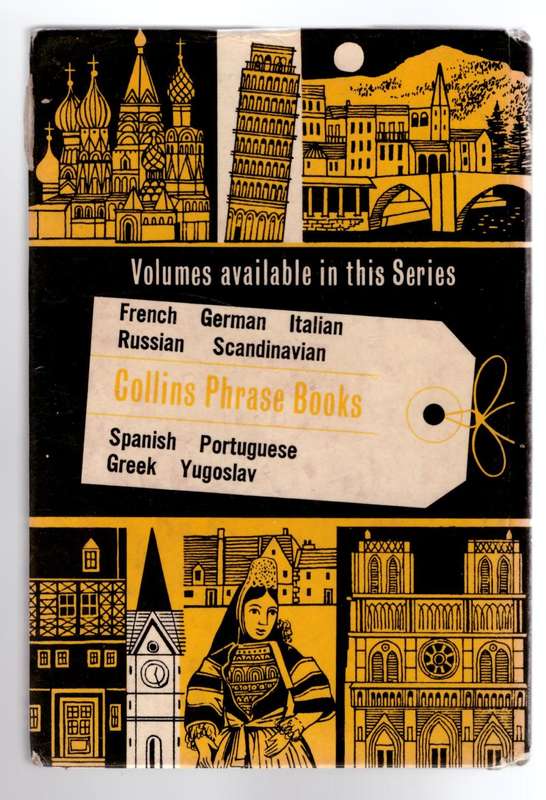 Volumes available in this Series
French German Italian
Russian Scandinavian
Collins Phrase Books
Spanish Portuguese
Greek Yugoslav